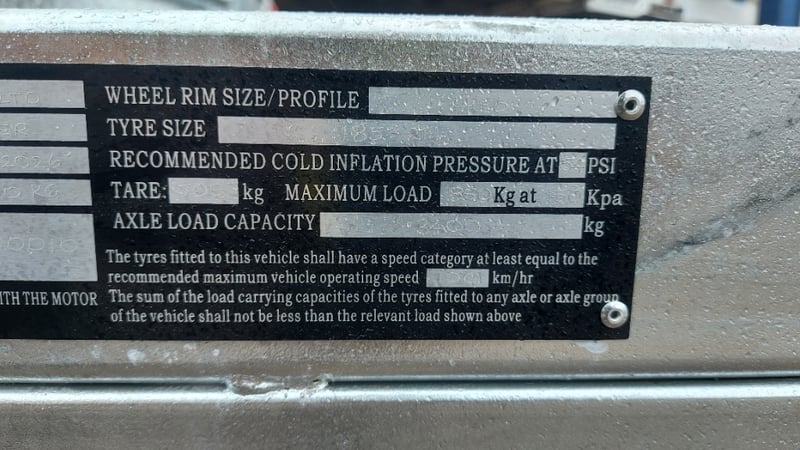 WHEEL RIM SIZE/PROFILE
TYRE SIZE 185
RECOMMENDED COLD INFLATION PRESSURE AT PSI
TARE: kg MAXIMUM LOAD Kg at Kpa
AXLE LOAD CAPACITY kg
The tyres fitted to this vehicle shall have a speed category at least equal to the
recommended maximum vehicle operating speed km/hr
ITH THE MOTOR The sum of the load carrying capacities of the tyres fitted to any axle or axle group
of the vehicle shall not be less than the relevant load shown above